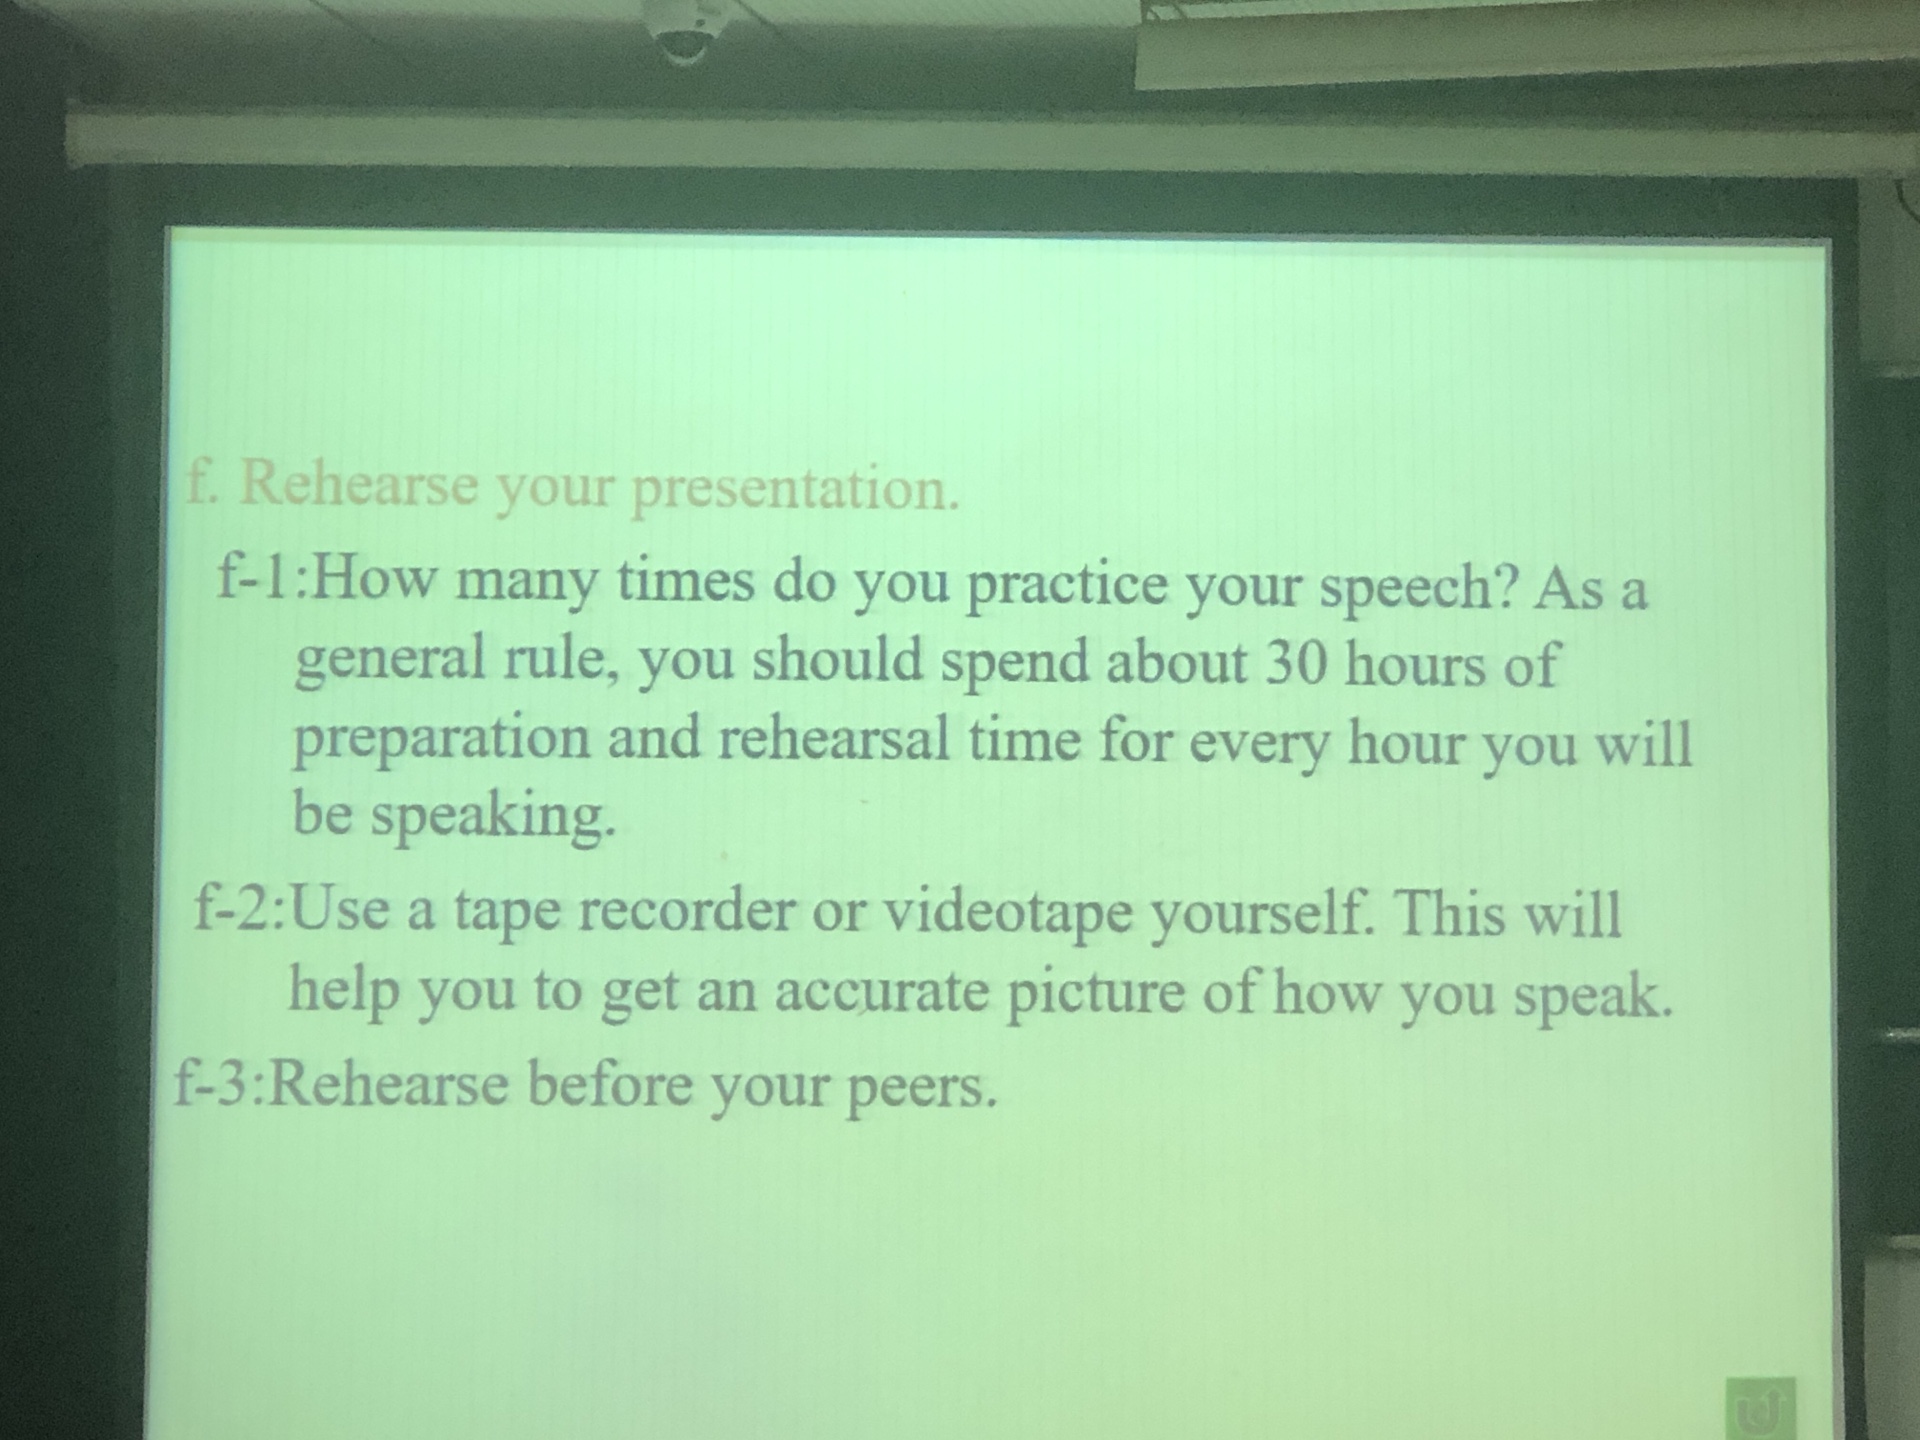 f. Rehearse your presentation.
f-1:How many times do you practice your speech? As a
general rule, you should spend about 30 hours of
preparation and rehearsal time for every hour you will
be speaking.
f-2:Use a tape recorder or videotape yourself. This will
help you to get an accurate picture of how you speak.
f-3:Rehearse before your peers.